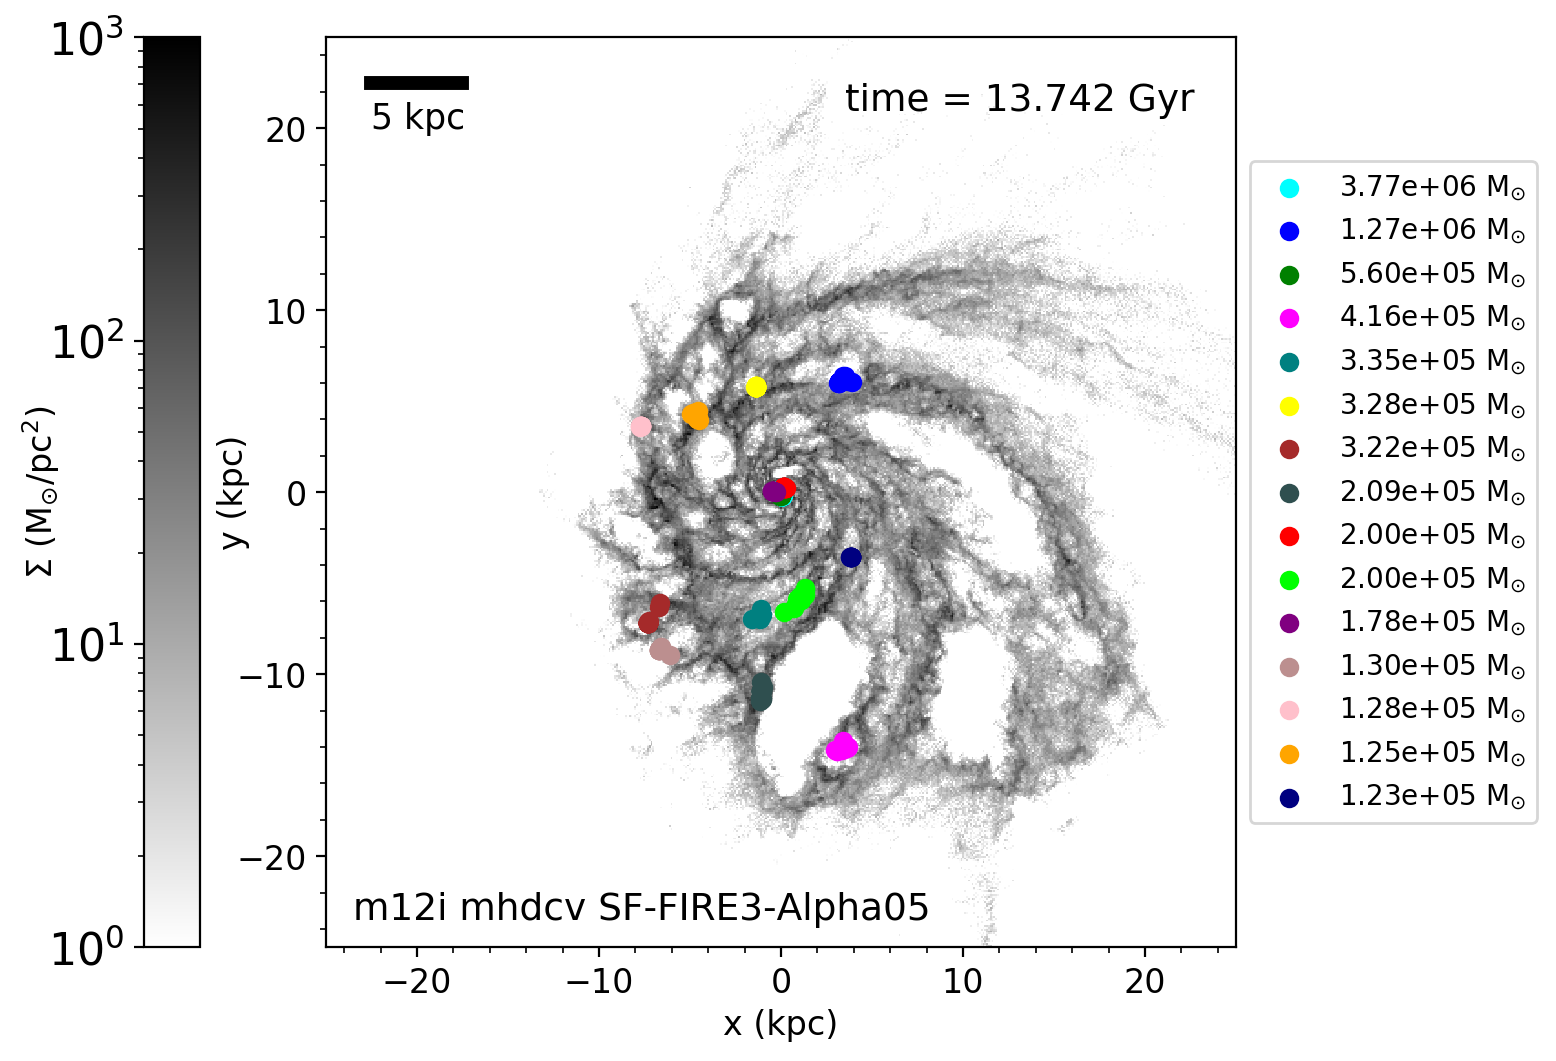 10³
10²
10¹
10⁰
Σ (M☉/pc²)
y (kpc)
20
10
0
−10
−20
5 kpc
time = 13.742 Gyr
m12i mhdcv SF-FIRE3-Alpha05
−20 −10 0 10 20
x (kpc)
3.77e+06 M☉
1.27e+06 M☉
5.60e+05 M☉
4.16e+05 M☉
3.35e+05 M☉
3.28e+05 M☉
3.22e+05 M☉
2.09e+05 M☉
2.00e+05 M☉
2.00e+05 M☉
1.78e+05 M☉
1.30e+05 M☉
1.28e+05 M☉
1.25e+05 M☉
1.23e+05 M☉